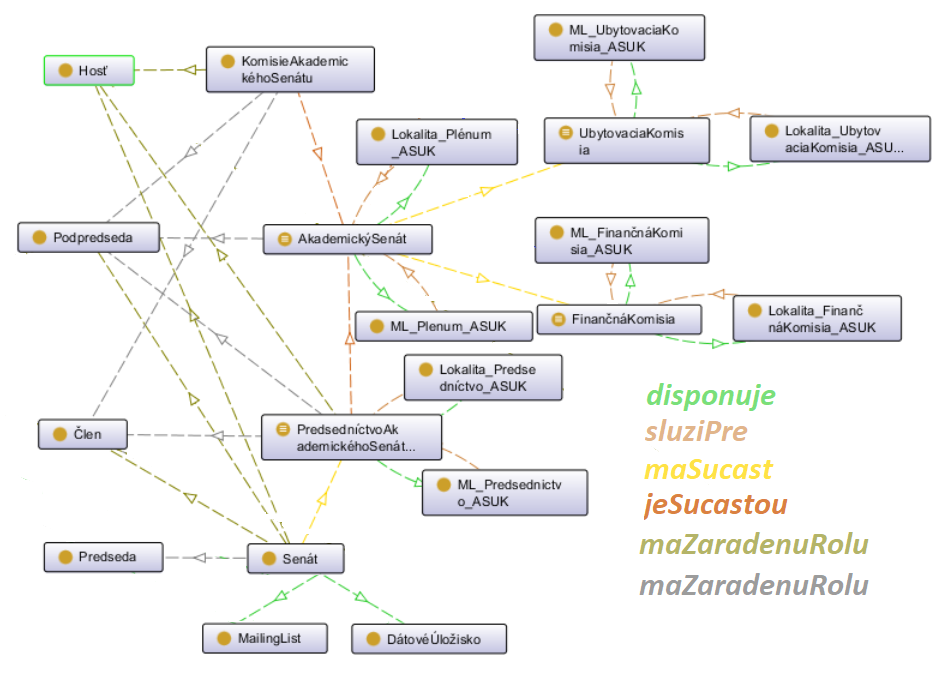 ML_UbytovaciaKo
misia_ASUK
Hosť
KomisieAkademic
kéhoSenátu
Lokalita_Plénum
_ASUK
UbytovaciaKomis
ia
Lokalita_Ubytov
aciaKomisia_ASU...
Podpredseda
AkademickýSenát
ML_FinančnáKomi
sia_ASUK
ML_Plenum_ASUK
FinančnáKomisia
Lokalita_Finanč
náKomisia_ASUK
Lokalita_Predse
dníctvo_ASUK
disponuje
sluziPre
maSucast
jeSucastou
maZaradenuRolu
maZaradenuRolu
Člen
PredsedníctvoAk
ademickéhoSenát...
ML_Predsednictv
o_ASUK
Predseda
Senát
MailingList
DátovéÚložisko